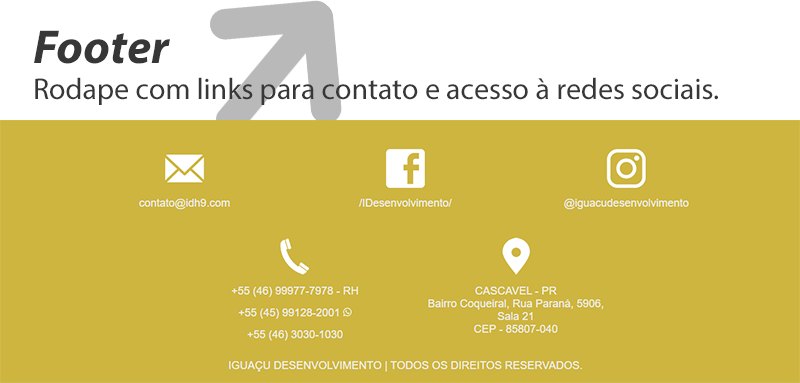 Footer
Rodape com links para contato e acesso à redes sociais.
contato@idh9.com
/IDesenvolvimento/
@iguacudesenvolvimento
+55 (46) 99977-7978 - RH
+55 (45) 99128-2001
+55 (46) 3030-1030
CASCAVEL - PR
Bairro Coqueiral, Rua Paraná, 5906,
Sala 21
CEP - 85807-040
IGUAÇU DESENVOLVIMENTO | TODOS OS DIREITOS RESERVADOS.